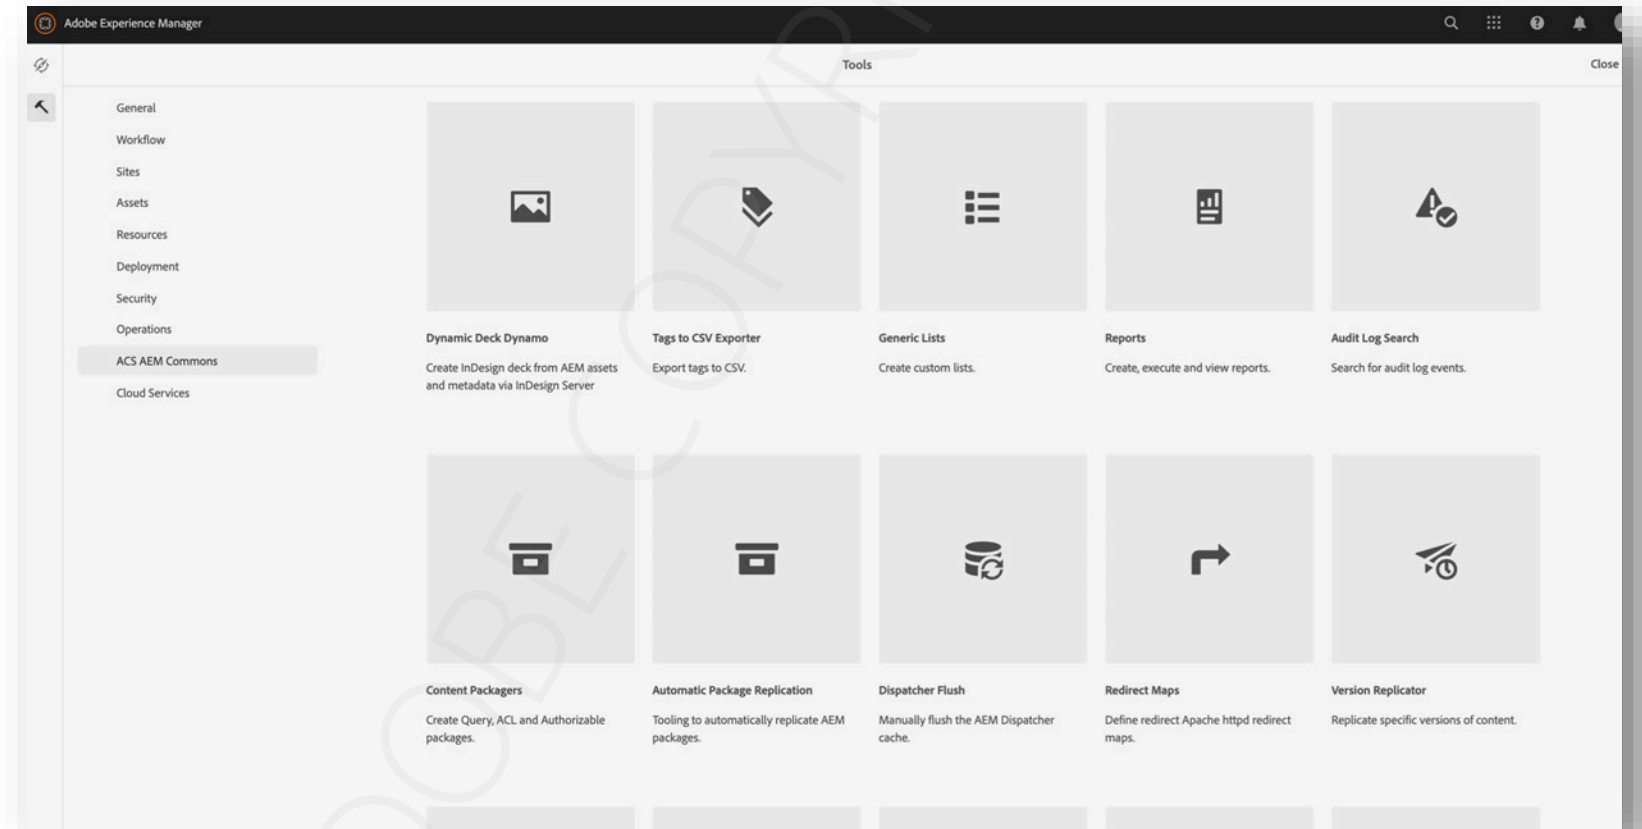 Adobe Experience Manager
Tools
Close
General
Workflow
Sites
Assets
Resources
Deployment
Security
Operations
ACS AEM Commons
Cloud Services
Dynamic Deck Dynamo
Create InDesign deck from AEM assets
and metadata via InDesign Server
Tags to CSV Exporter
Export tags to CSV.
Generic Lists
Create custom lists.
Reports
Create, execute and view reports.
Audit Log Search
Search for audit log events.
Content Packagers
Create Query, ACL and Authorizable
packages.
Automatic Package Replication
Tooling to automatically replicate AEM
packages.
Dispatcher Flush
Manually flush the AEM Dispatcher
cache.
Redirect Maps
Define redirect Apache httpd redirect
maps.
Version Replicator
Replicate specific versions of content.